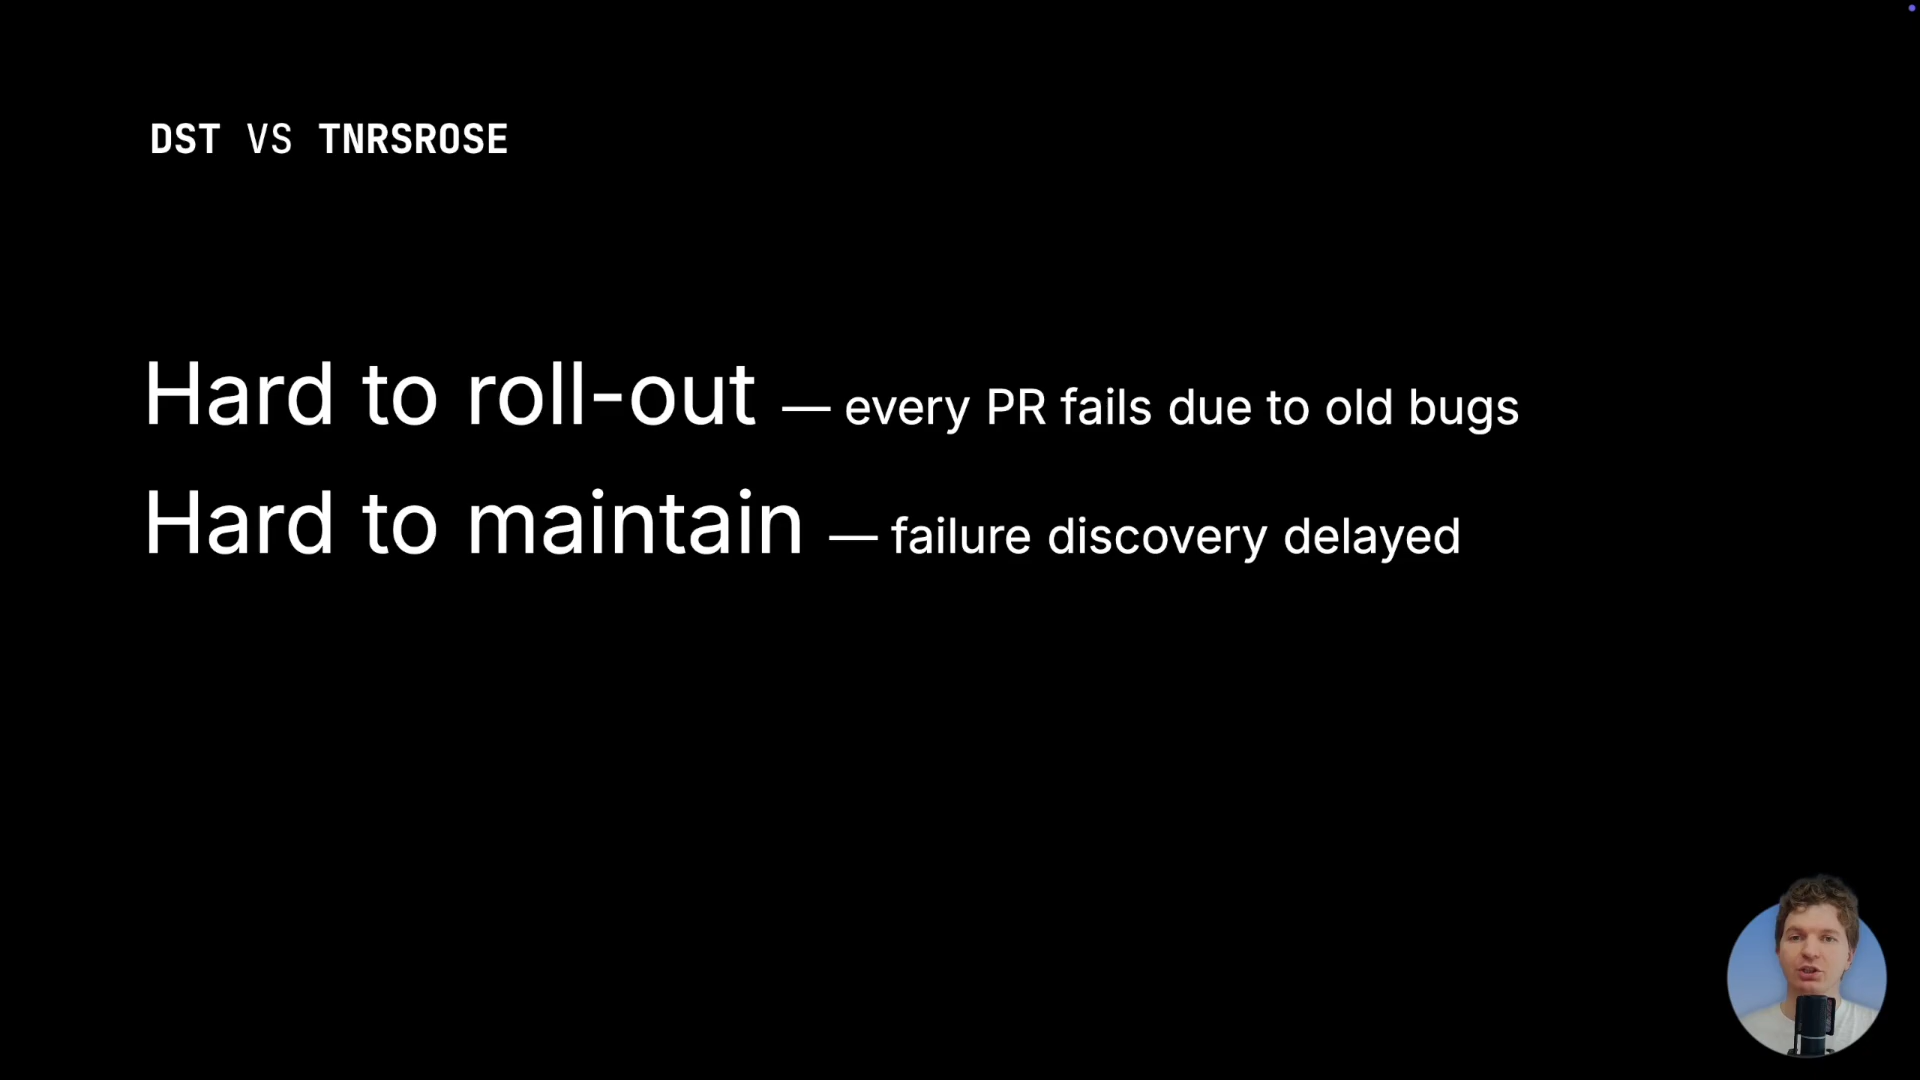 DST VS TNRSROSE
Hard to roll-out — every PR fails due to old bugs
Hard to maintain — failure discovery delayed